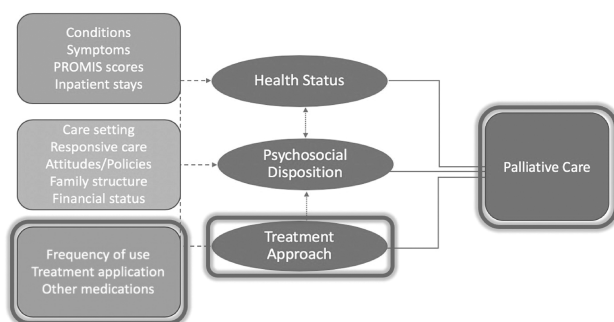 Conditions
Symptoms
PROMIS scores
Inpatient stays
Health Status
Care setting
Responsive care
Attitudes/Policies
Family structure
Financial status
Psychosocial
Disposition
Palliative Care
Frequency of use
Treatment application
Other medications
Treatment
Approach